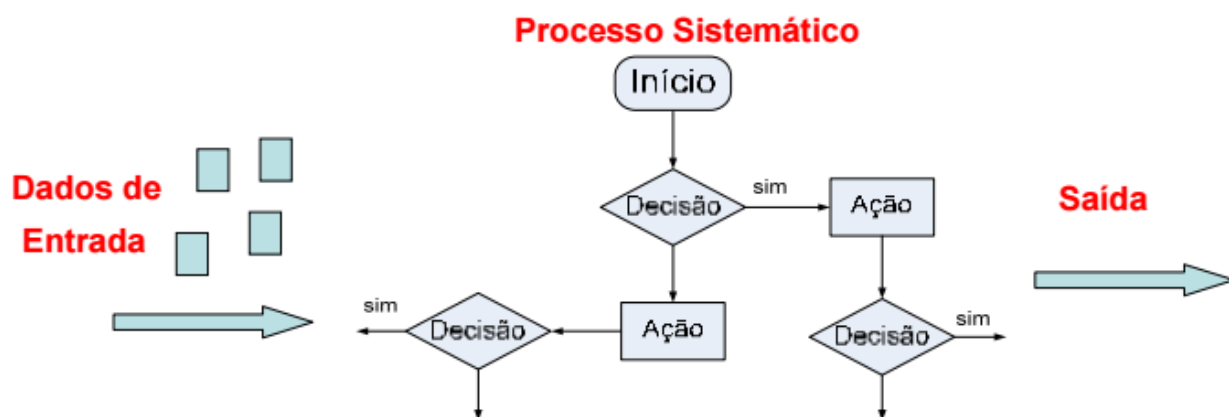 Processo Sistemático
Início
Dados de
Entrada
Decisão
sim
Ação
Saída
sim
Decisão
Ação
Decisão
sim